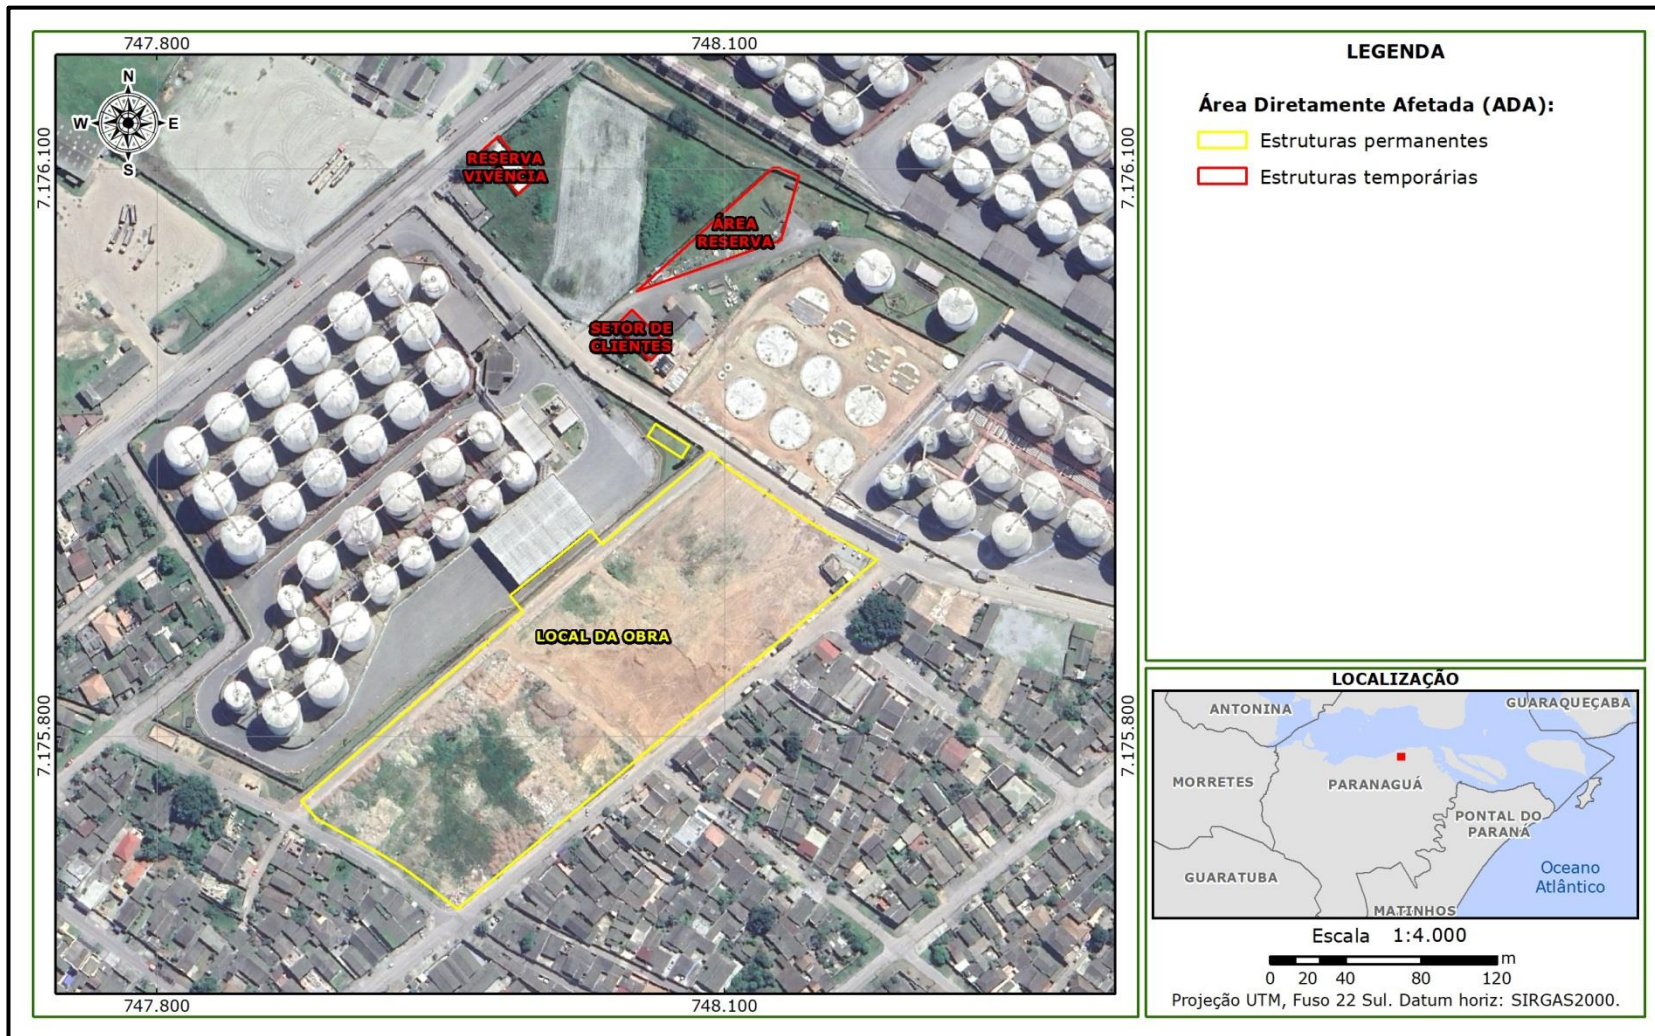 747.800
748.100
N
W
E
S
7.176.100
7.176.100
RESERVA
VIVÊNCIA
ÁREA
RESERVA
SETOR DE
CLIENTES
LOCAL DA OBRA
7.175.800
7.175.800
747.800
748.100
LEGENDA
Área Diretamente Afetada (ADA):
Estruturas permanentes
Estruturas temporárias
LOCALIZAÇÃO
ANTONINA
GUARAQUEÇABA
MORRETES
PARANAGUÁ
PONTAL DO
PARANÁ
GUARATUBA
Oceano
Atlântico
MATINHOS
Escala 1:4.000
m
0 20 40 80 120
Projeção UTM, Fuso 22 Sul. Datum horiz: SIRGAS2000.